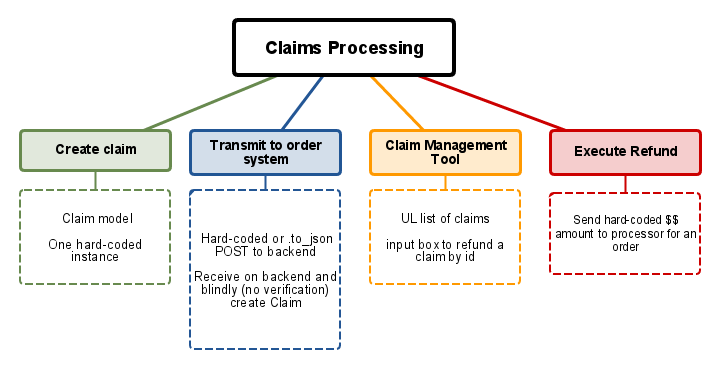 Claims Processing
Create claim
Transmit to order
system
Claim Management
Tool
Execute Refund
Claim model
One hard-coded
instance
Hard-coded or .to_json
POST to backend
Receive on backend and
blindly (no verification)
create Claim
UL list of claims
input box to refund a
claim by id
Send hard-coded $$
amount to processor for an
order